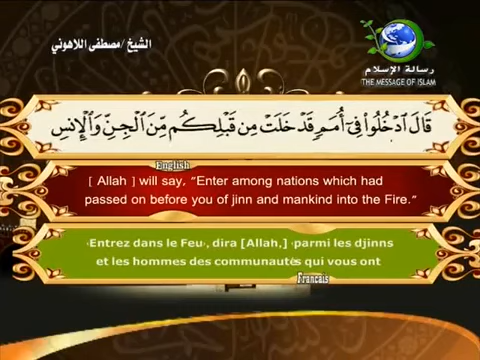 الشيخ/مصطفى اللاهوني
رسالة الإسلام
THE MESSAGE OF ISLAM
قَالَ ادْخُلُوا فِي أُمَمٍ قَدْ خَلَتْ مِن قَبْلِكُم مِّنَ الْجِنِّ وَالْإِنسِ
English
[ Allah ] will say, “Enter among nations which had
passed on before you of jinn and mankind into the Fire.”
‹Entrez dans le Feu›, dira [Allah,] ‹parmi les djinns
et les hommes des communautés qui vous ont
Francais